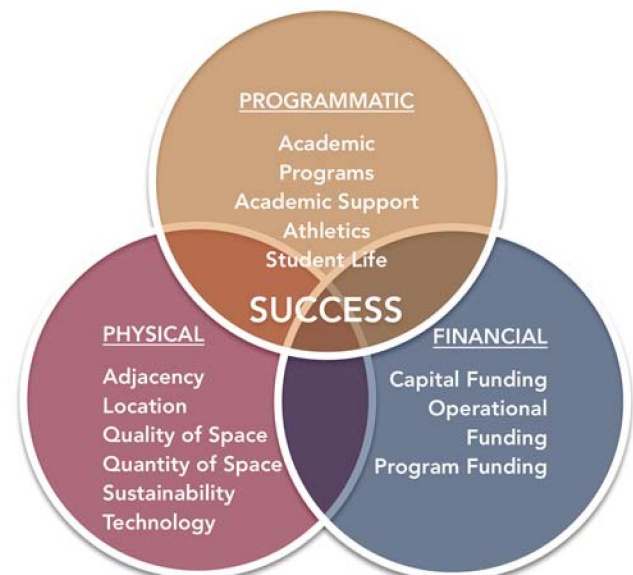 PROGRAMMATIC
Academic
Programs
Academic Support
Athletics
Student Life
SUCCESS
PHYSICAL
Adjacency
Location
Quality of Space
Quantity of Space
Sustainability
Technology
FINANCIAL
Capital Funding
Operational
Funding
Program Funding